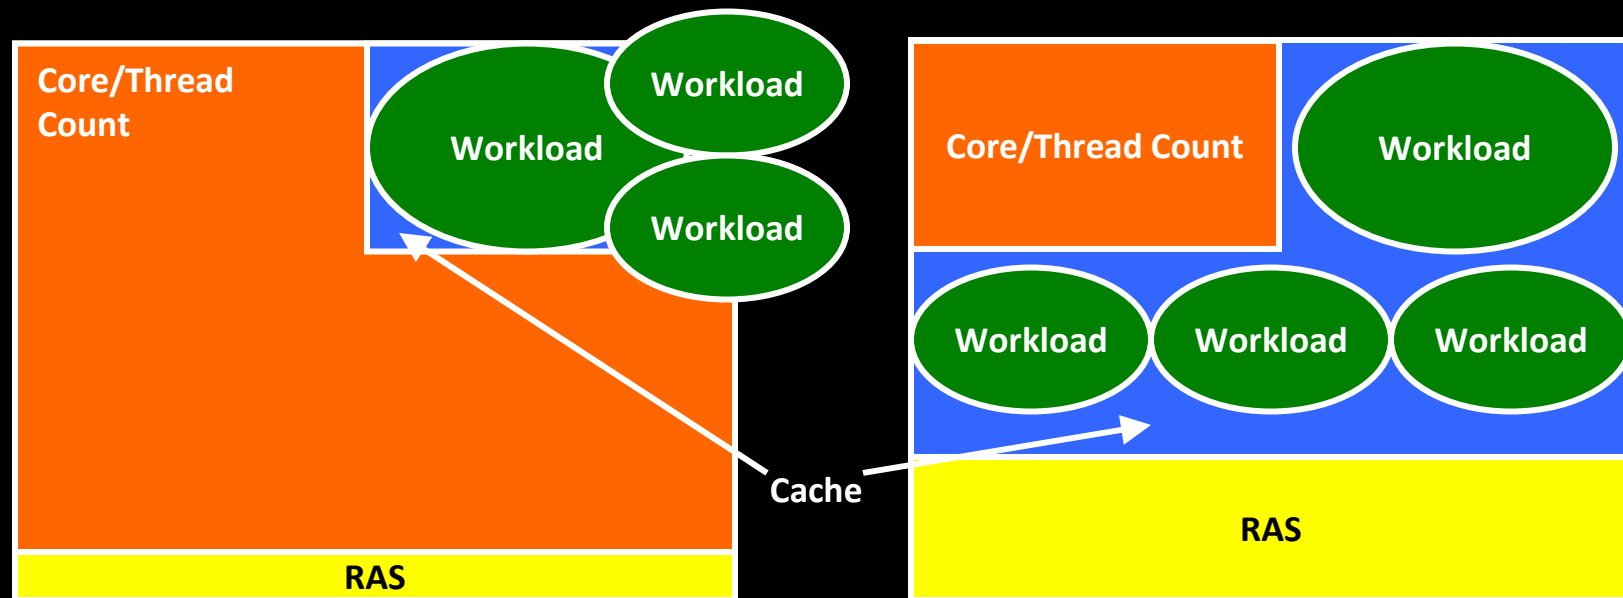 Core/Thread
Count
Workload
Workload
Workload
RAS
Cache
Core/Thread Count
Workload
Workload
Workload
Workload
RAS